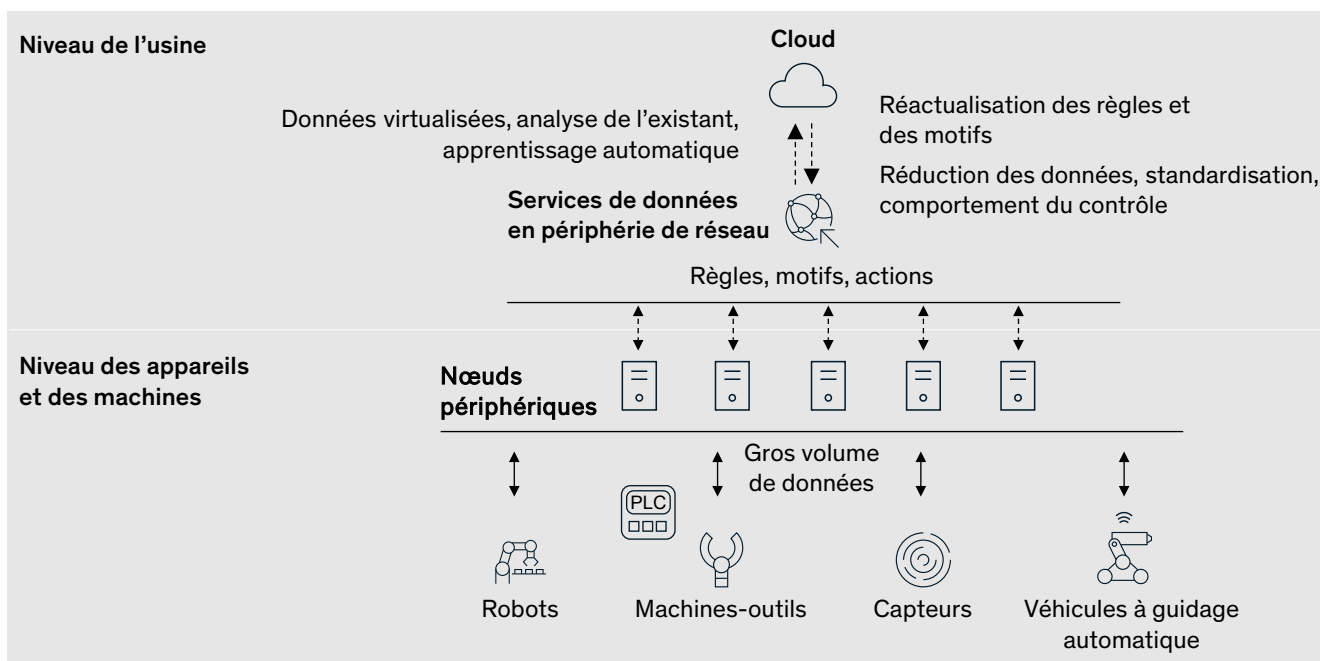 Niveau de l’usine
Cloud
Données virtualisées, analyse de l’existant,
apprentissage automatique
Réactualisation des règles et
des motifs
Réduction des données, standardisation,
comportement du contrôle
Services de données
en périphérie de réseau
Règles, motifs, actions
Niveau des appareils
et des machines
Nœuds
périphériques
Gros volume
de données
PLC
Robots
Machines-outils
Capteurs
Véhicules à guidage
automatique